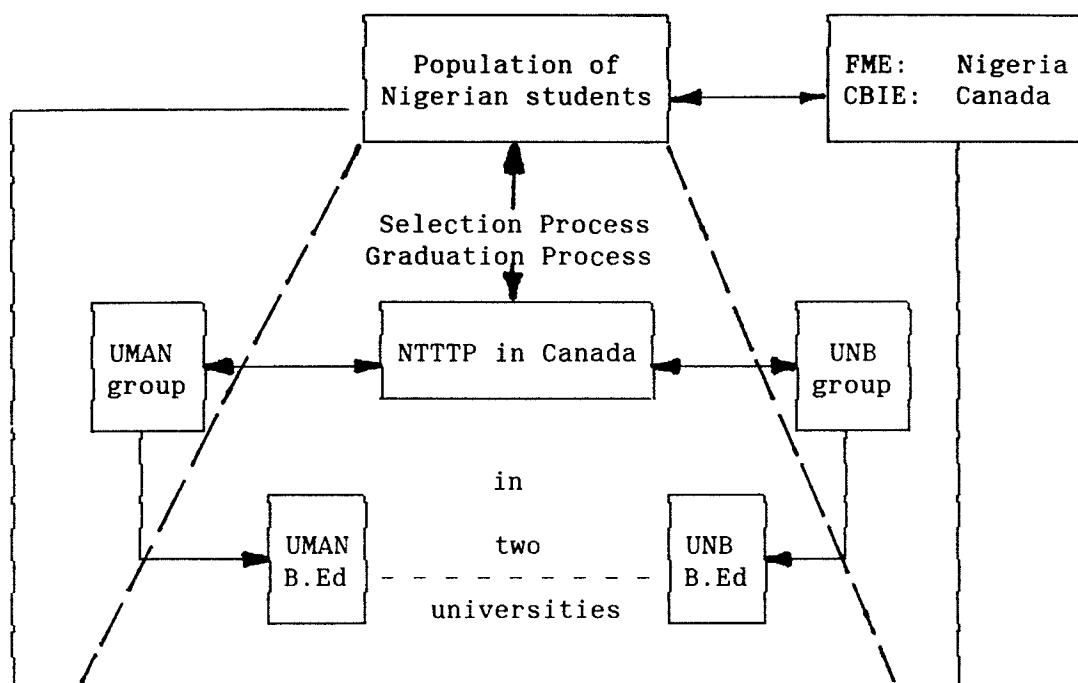 Population of
Nigerian students
FME: Nigeria
CBIE: Canada
Selection Process
Graduation Process
UMAN
group
NTTTP in Canada
UNB
group
in
two
universities
UMAN
B.Ed
UNB
B.Ed